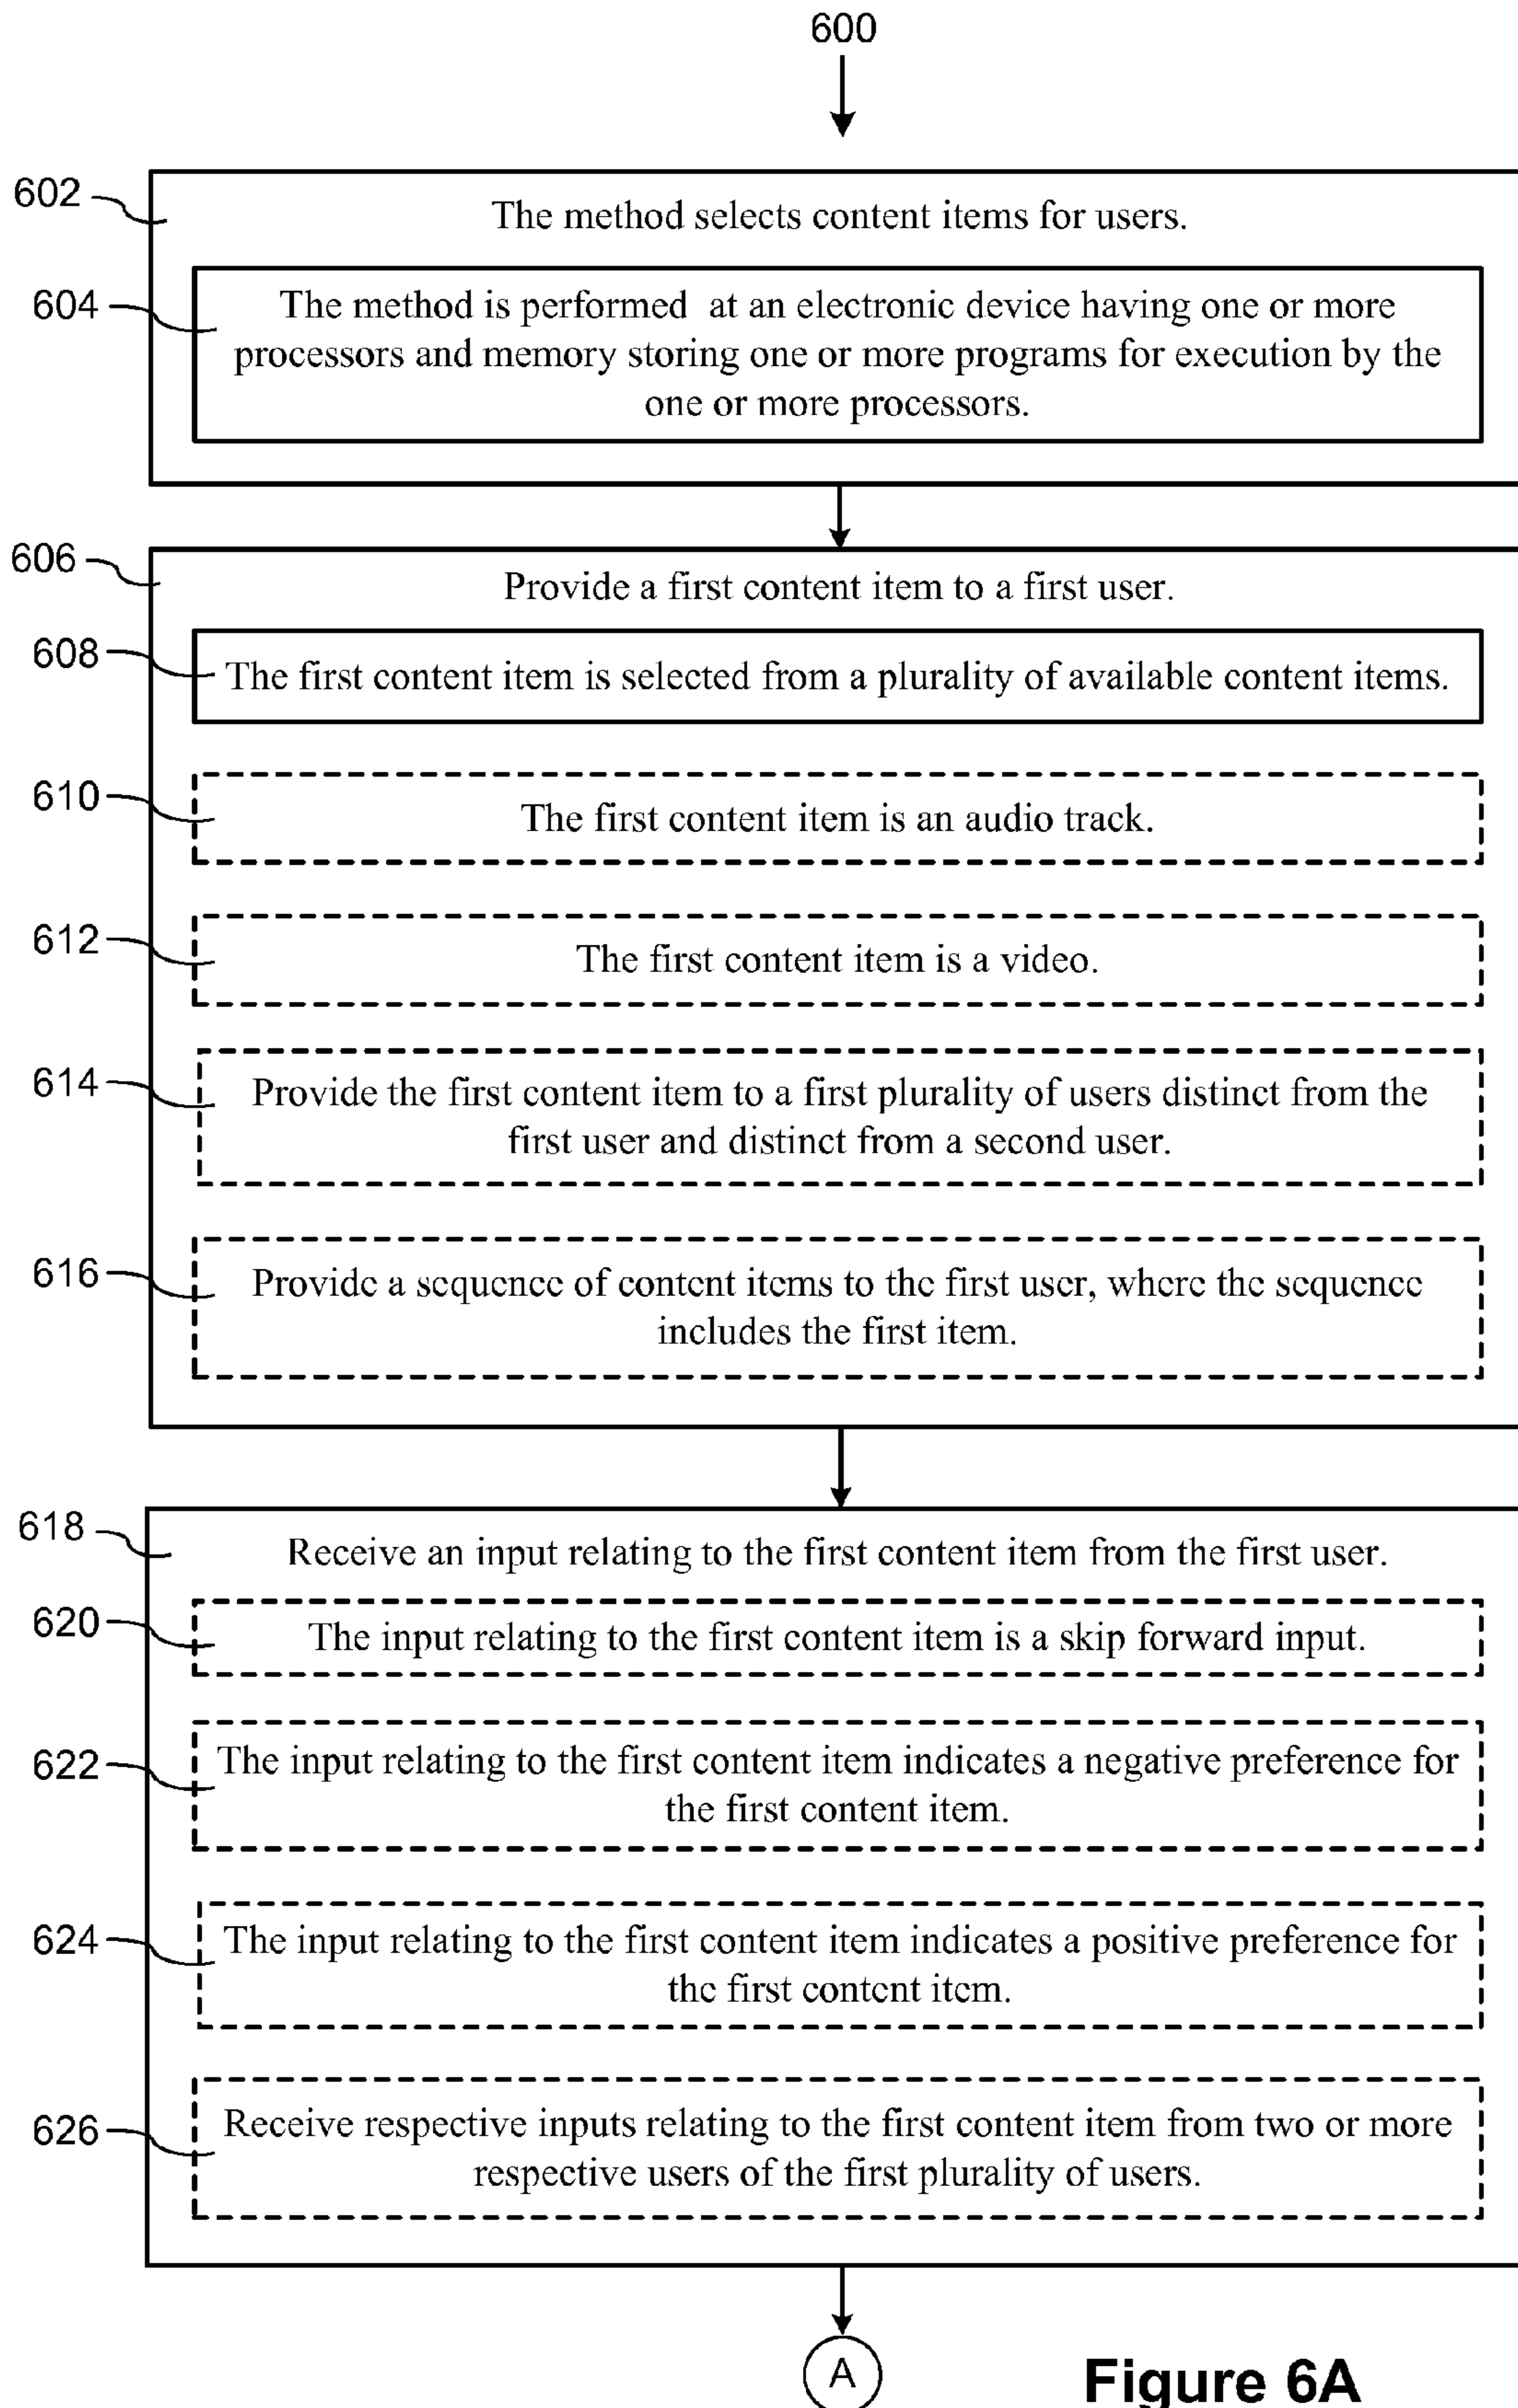 600
602
The method selects content items for users.
604
The method is performed at an electronic device having one or more
processors and memory storing one or more programs for execution by the
one or more processors.
606
Provide a first content item to a first user.
608
The first content item is selected from a plurality of available content items.
610
The first content item is an audio track.
612
The first content item is a video.
614
Provide the first content item to a first plurality of users distinct from the
first user and distinct from a second user.
616
Provide a sequence of content items to the first user, where the sequence
includes the first item.
618
Receive an input relating to the first content item from the first user.
620
The input relating to the first content item is a skip forward input.
622
The input relating to the first content item indicates a negative preference for
the first content item.
624
The input relating to the first content item indicates a positive preference for
the first content item.
626
Receive respective inputs relating to the first content item from two or more
respective users of the first plurality of users.
A
Figure 6A